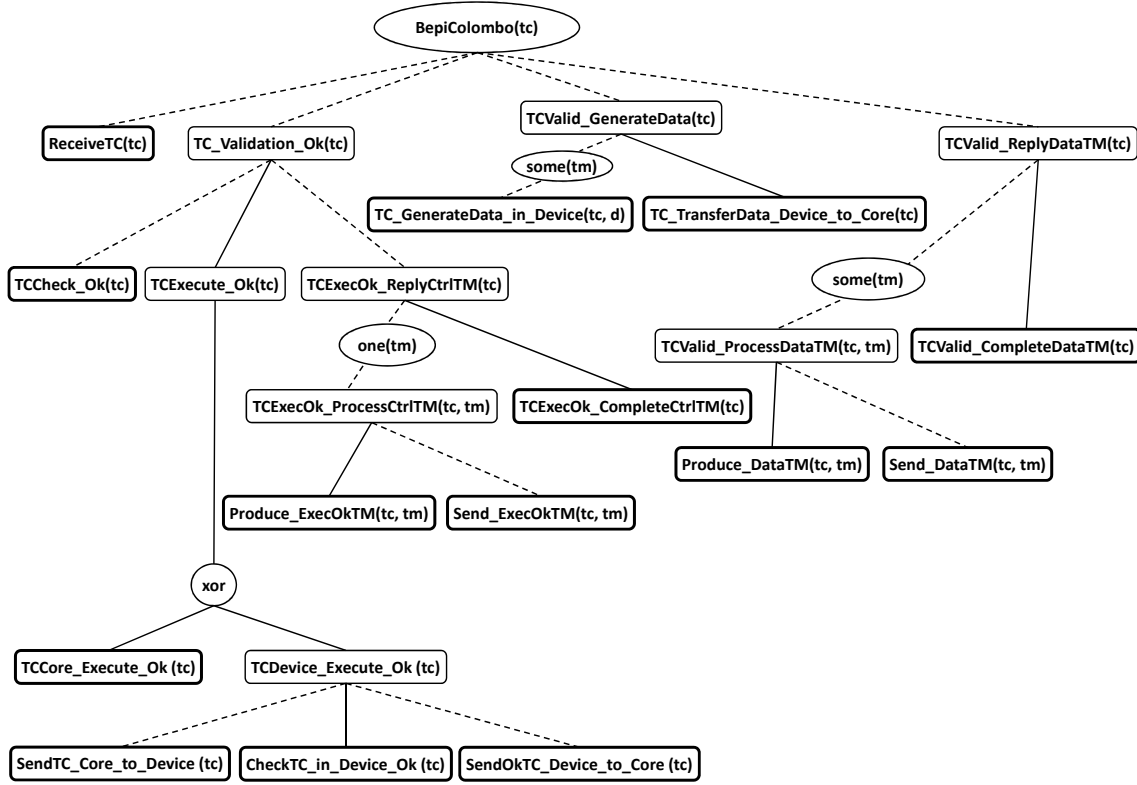 BepiColombo(tc)
ReceiveTC(tc)
TC_Validation_Ok(tc)
TCValid_GenerateData(tc)
TCValid_ReplyDataTM(tc)
some(tm)
TC_GenerateData_in_Device(tc, d)
TC_TransferData_Device_to_Core(tc)
TCCheck_Ok(tc)
TCExecute_Ok(tc)
TCExecOk_ReplyCtrlTM(tc)
some(tm)
one(tm)
TCValid_ProcessDataTM(tc, tm)
TCValid_CompleteDataTM(tc)
TCExecOk_ProcessCtrlTM(tc, tm)
TCExecOk_CompleteCtrlTM(tc)
Produce_DataTM(tc, tm)
Send_DataTM(tc, tm)
Produce_ExecOkTM(tc, tm)
Send_ExecOkTM(tc, tm)
xor
TCCore_Execute_Ok (tc)
TCDevice_Execute_Ok (tc)
SendTC_Core_to_Device (tc)
CheckTC_in_Device_Ok (tc)
SendOkTC_Device_to_Core (tc)